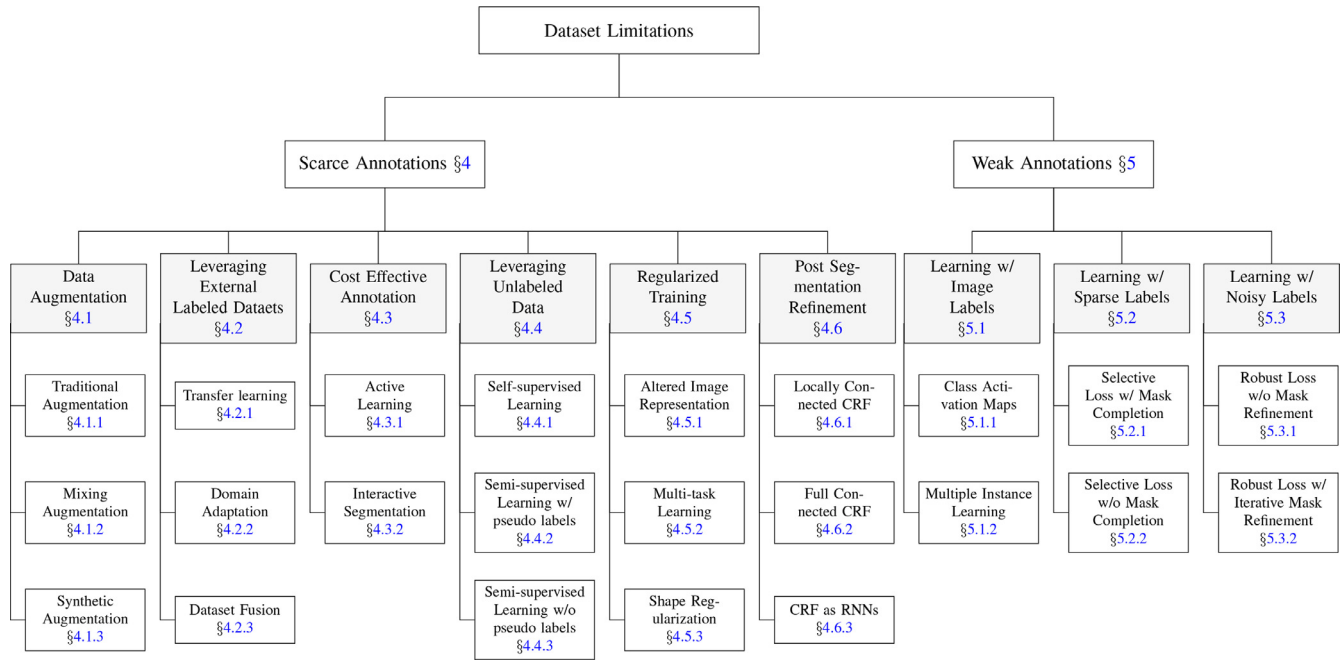 Dataset Limitations
Scarce Annotations §4
Weak Annotations §5
Data
Augmentation
§4.1
Leveraging
External
Labeled Dataets
§4.2
Cost Effective
Annotation
§4.3
Leveraging
Unlabeled
Data
§4.4
Regularized
Training
§4.5
Post Seg-
mentation
Refinement
§4.6
Learning w/
Image
Labels
§5.1
Learning w/
Sparse Labels
§5.2
Learning w/
Noisy Labels
§5.3
Traditional
Augmentation
§4.1.1
Transfer learning
§4.2.1
Active
Learning
§4.3.1
Self-supervised
Learning
§4.4.1
Altered Image
Representation
§4.5.1
Locally Con-
nected CRF
§4.6.1
Class Acti-
vation Maps
§5.1.1
Selective
Loss w/ Mask
Completion
§5.2.1
Robust Loss
w/o Mask
Refinement
§5.3.1
Mixing
Augmentation
§4.1.2
Domain
Adaptation
§4.2.2
Interactive
Segmentation
§4.3.2
Semi-supervised
Learning w/
pseudo labels
§4.4.2
Multi-task
Learning
§4.5.2
Full Con-
nected CRF
§4.6.2
Multiple Instance
Learning
§5.1.2
Selective Loss
w/o Mask
Completion
§5.2.2
Robust Loss w/
Iterative Mask
Refinement
§5.3.2
Synthetic
Augmentation
§4.1.3
Dataset Fusion
§4.2.3
Semi-supervised
Learning w/o
pseudo labels
§4.4.3
Shape Reg-
ularization
§4.5.3
CRF as RNNs
§4.6.3